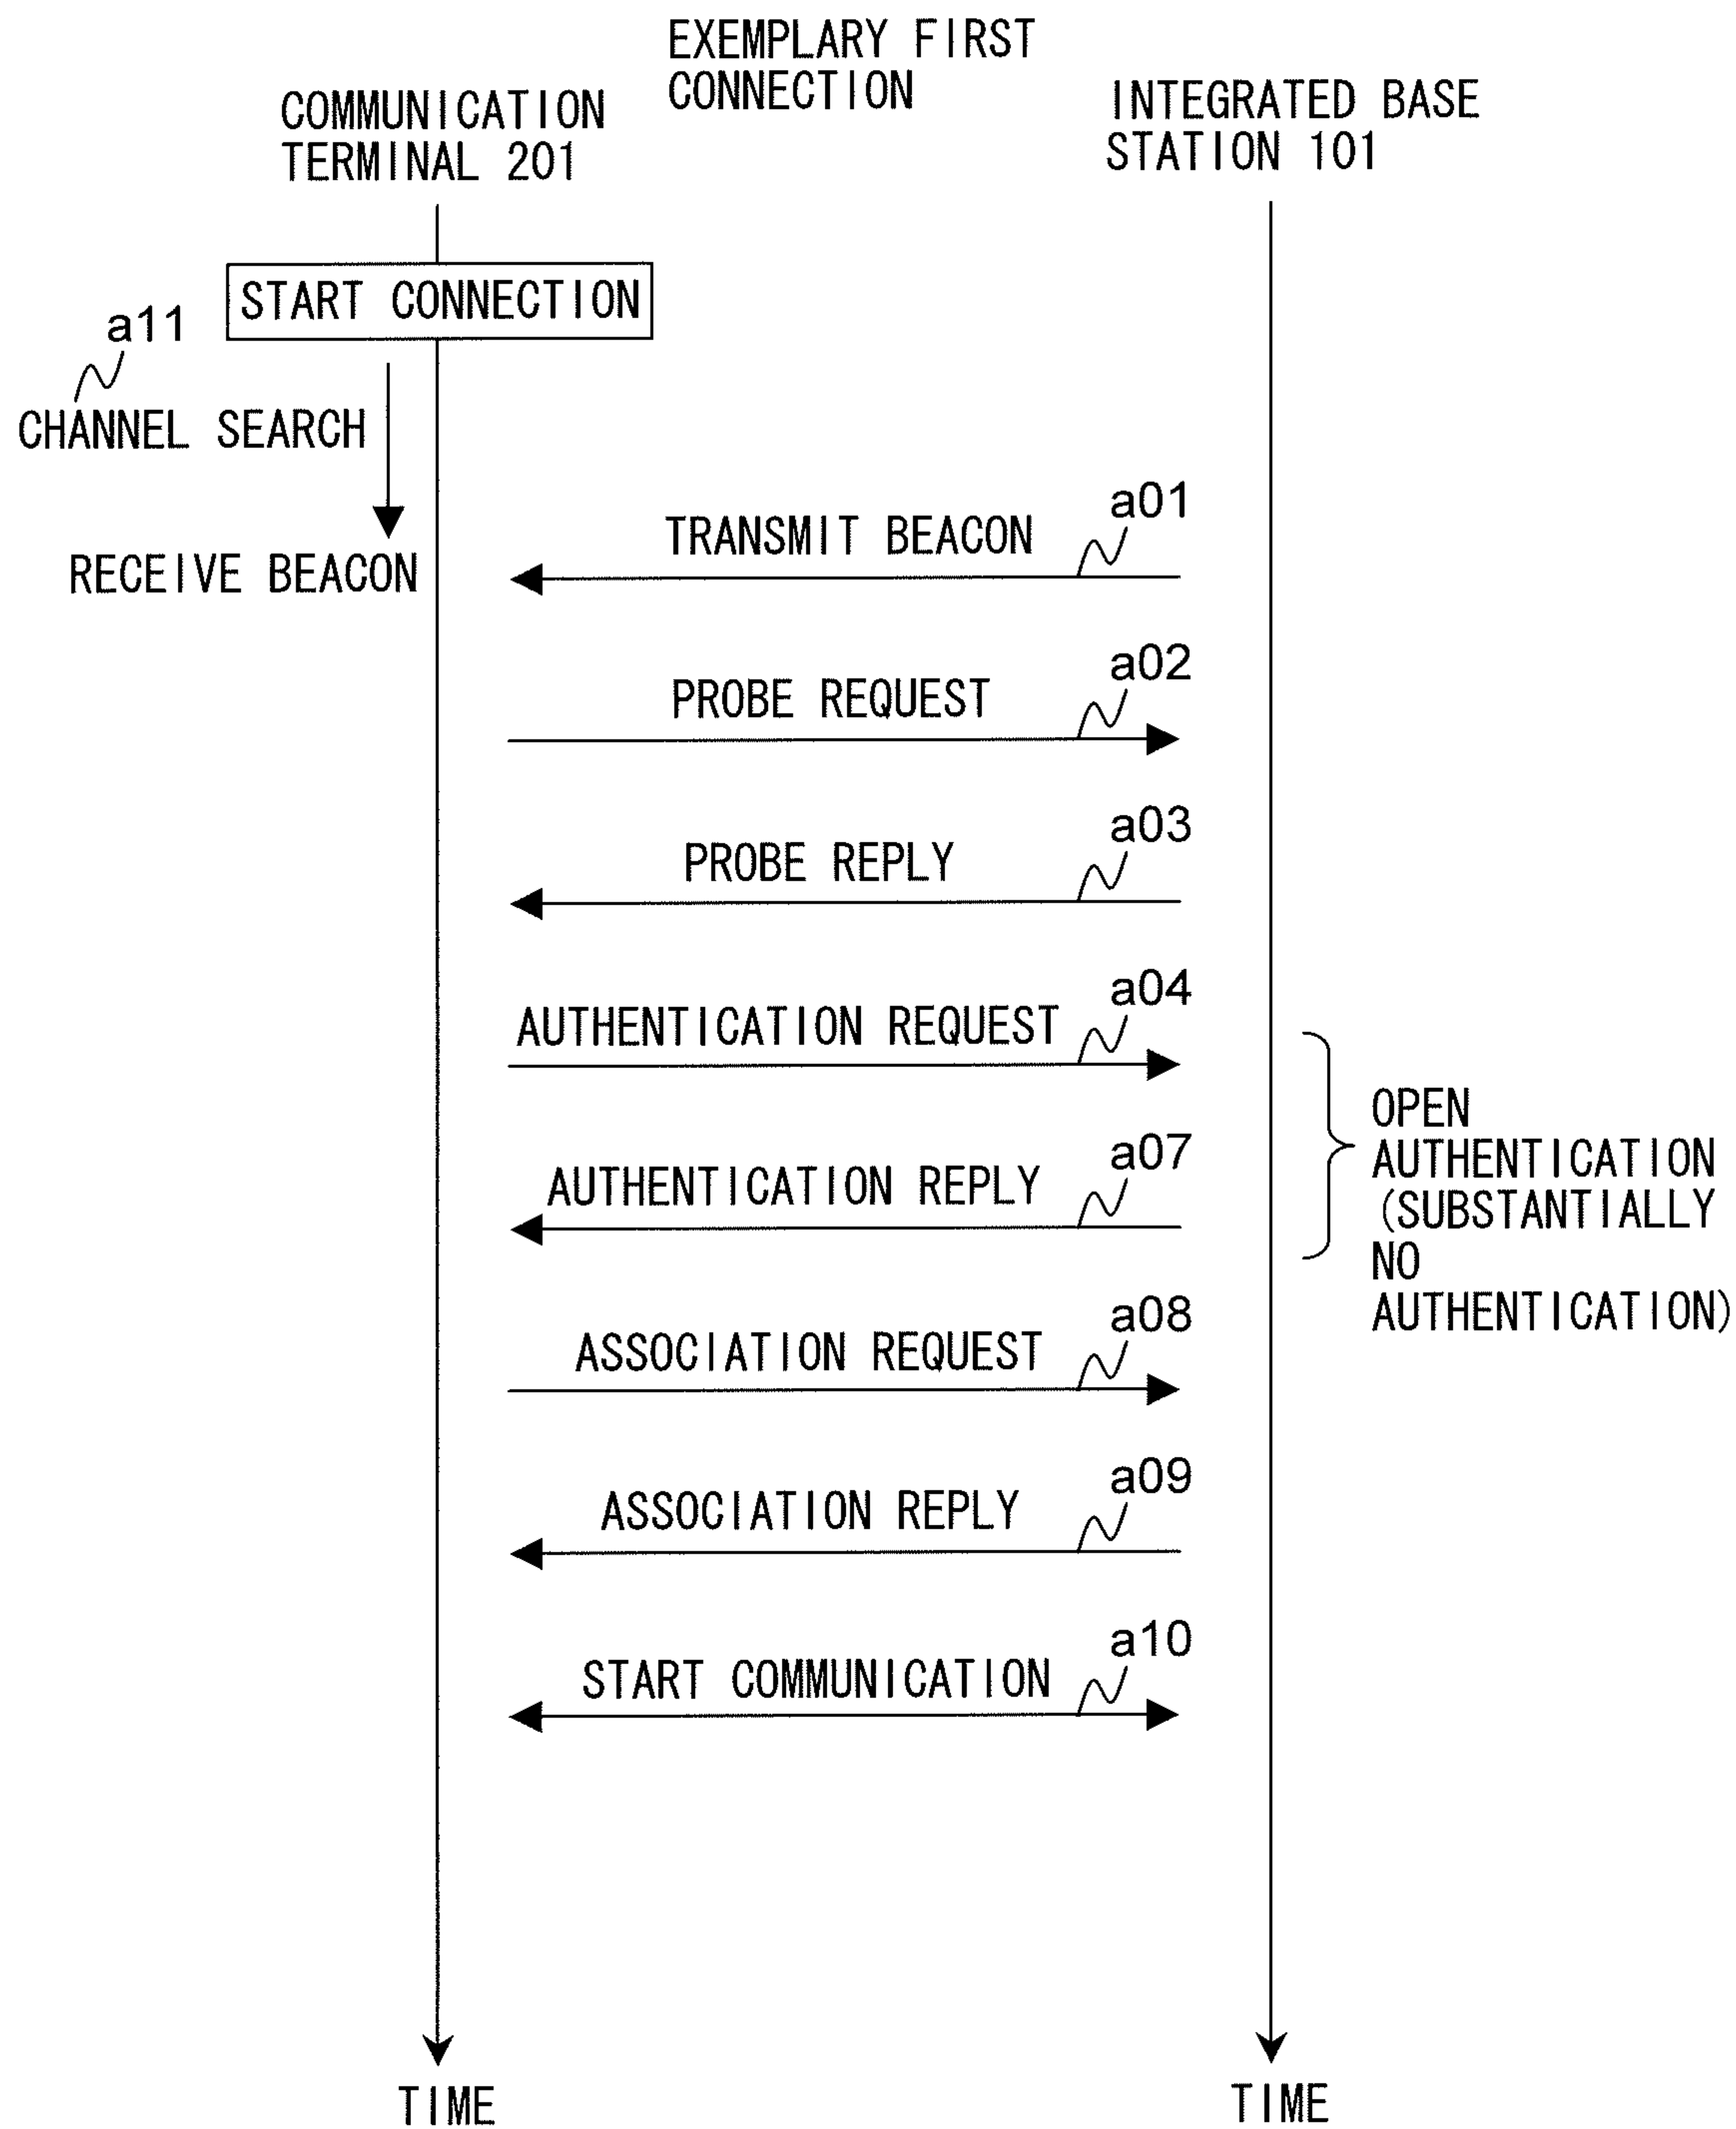 EXEMPLARY FIRST
CONNECTION
COMMUNICATION
TERMINAL 201
INTEGRATED BASE
STATION 101
START CONNECTION
a11
CHANNEL SEARCH
RECEIVE BEACON
a01
TRANSMIT BEACON
a02
PROBE REQUEST
a03
PROBE REPLY
a04
AUTHENTICATION REQUEST
a07
AUTHENTICATION REPLY
OPEN
AUTHENTICATION
(SUBSTANTIALLY
NO
AUTHENTICATION)
a08
ASSOCIATION REQUEST
a09
ASSOCIATION REPLY
a10
START COMMUNICATION
TIME
TIME